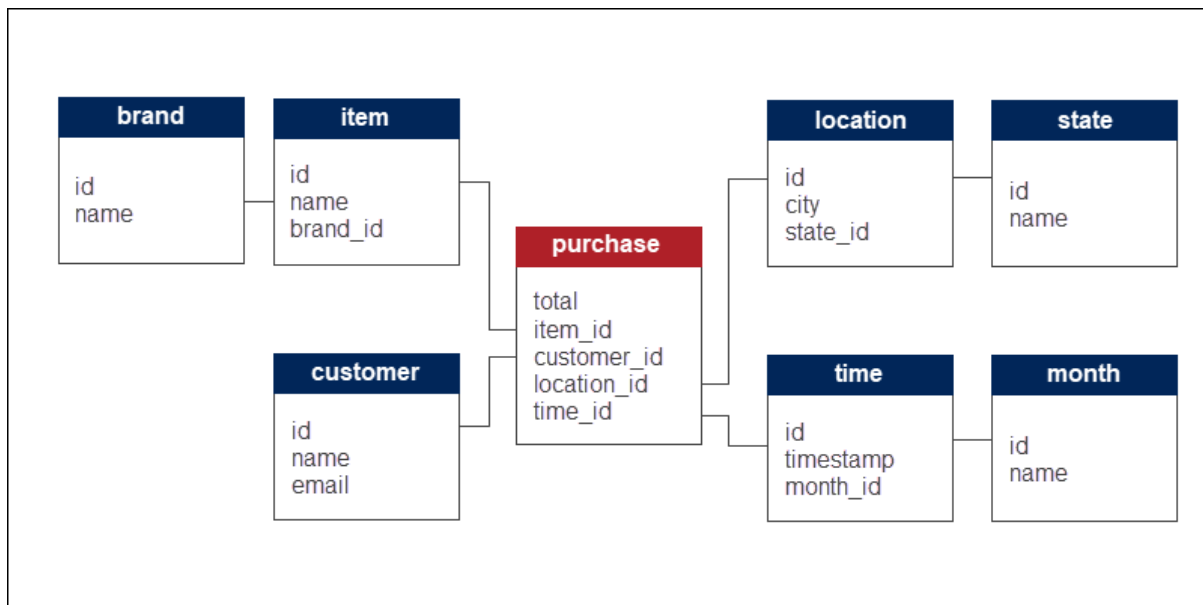 brand
id
name
item
id
name
brand_id
customer
id
name
email
purchase
total
item_id
customer_id
location_id
time_id
location
id
city
state_id
state
id
name
time
id
timestamp
month_id
month
id
name